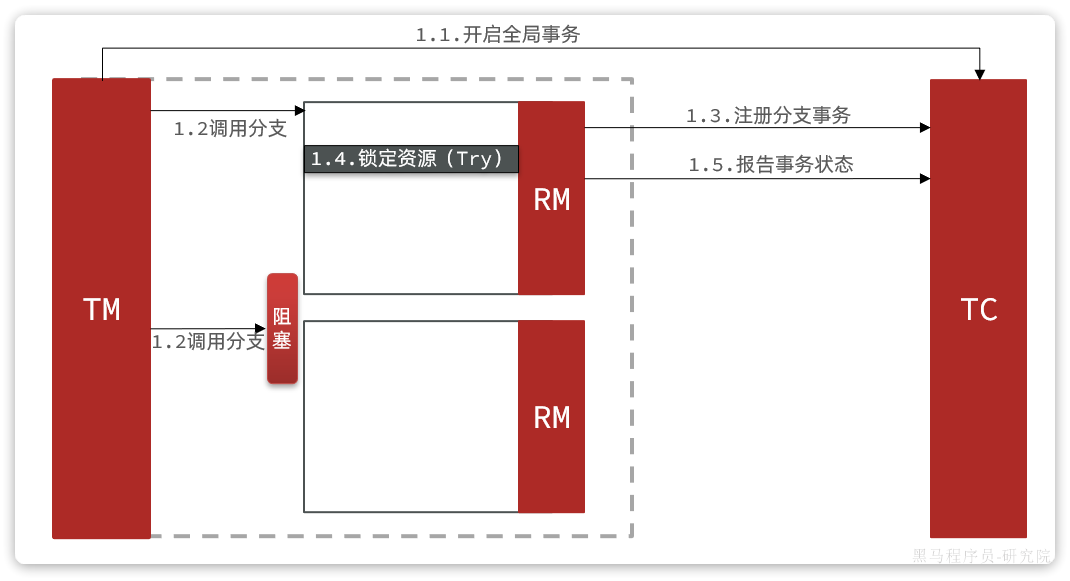 1.1.开启全局事务
1.2调用分支
1.3.注册分支事务
1.4.锁定资源（Try）
1.5.报告事务状态
RM
TM
TC
阻
塞
1.2调用分支
RM
黑马程序员-研究院